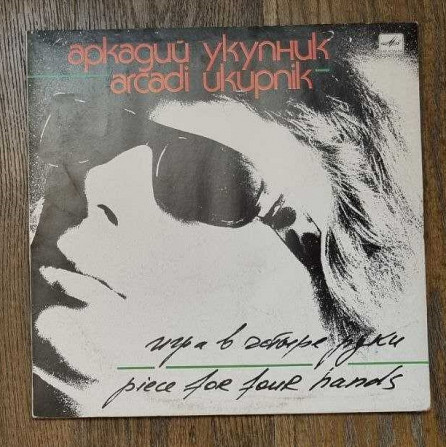 аркадий укупник
arcadi ukupnik
игра в четыре руки
piece for four hands